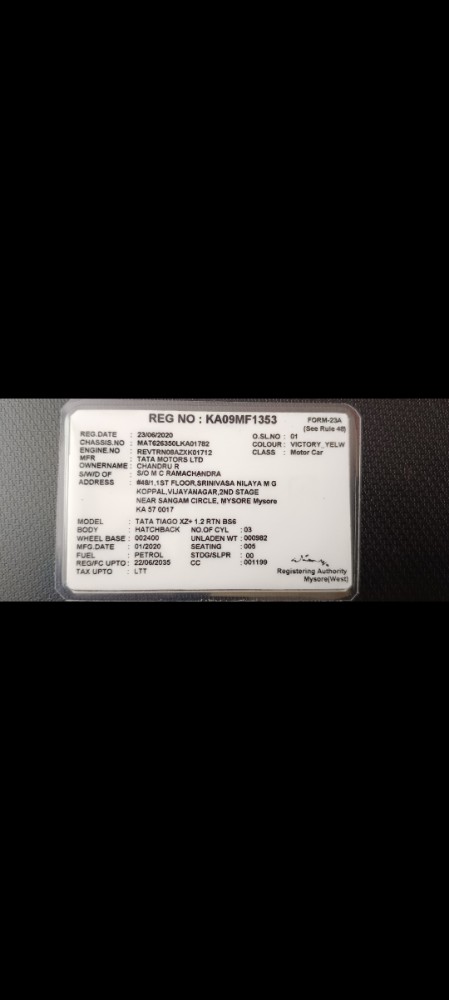 REG NO : KA09MF1353
FORM-23A
(See Rule 48)
REG.DATE : 23/06/2020 O.SL.NO : 01
CHASSIS.NO : MAT626350LKA01782 COLOUR : VICTORY_YELW
ENGINE.NO : REVTRN08AZXK01712 CLASS : Motor Car
MFR : TATA MOTORS LTD
OWNERNAME : CHANDRU R
S/W/D OF : S/O M C RAMACHANDRA
ADDRESS : #48/1,1ST FLOOR,SRINIVASA NILAYA M G
KOPPAL,VIJAYANAGAR,2ND STAGE
NEAR SANGAM CIRCLE, MYSORE Mysore
KA 57 0017
MODEL : TATA TIAGO XZ+ 1.2 RTN BS6
BODY : HATCHBACK NO.OF CYL : 03
WHEEL BASE : 002400 UNLADEN WT : 000982
MFG.DATE : 01/2020 SEATING : 005
FUEL : PETROL STDG/SLPR : 00
REG/FC UPTO : 22/06/2035 CC : 001199
TAX UPTO : LTT
Registering Authority
Mysore(West)